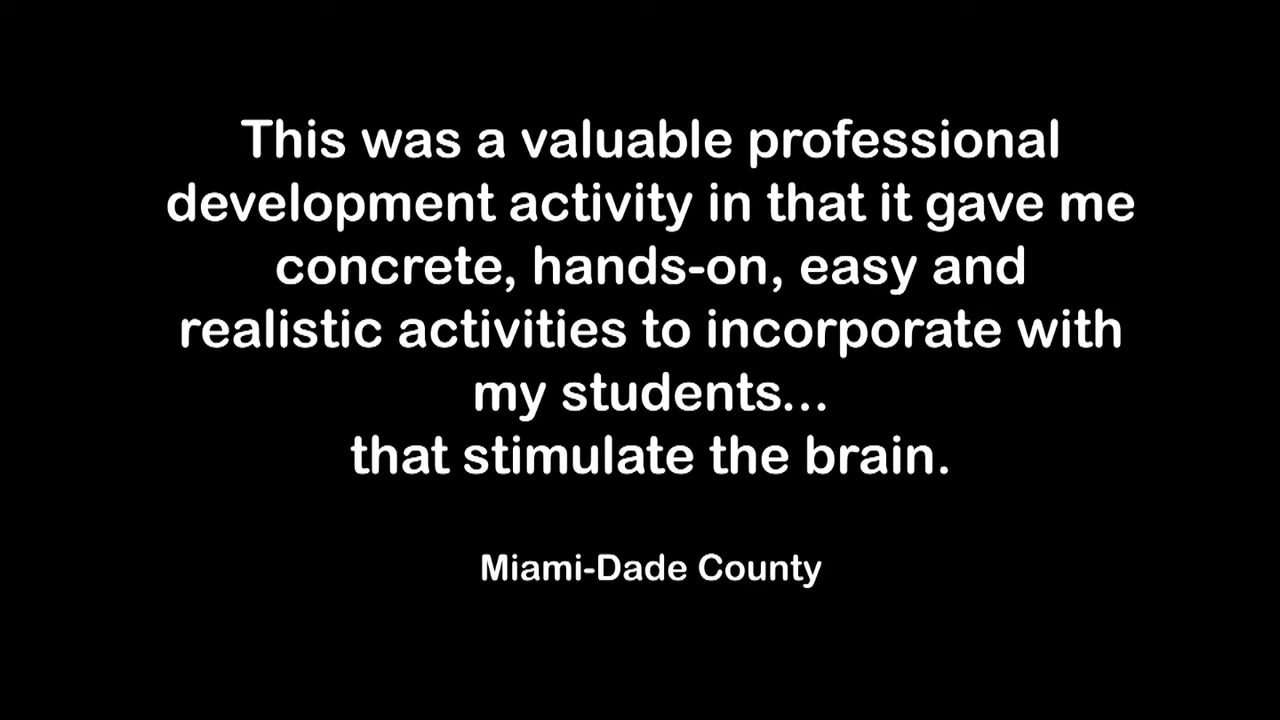 This was a valuable professional
development activity in that it gave me
concrete, hands-on, easy and
realistic activities to incorporate with
my students...
that stimulate the brain.
Miami-Dade County